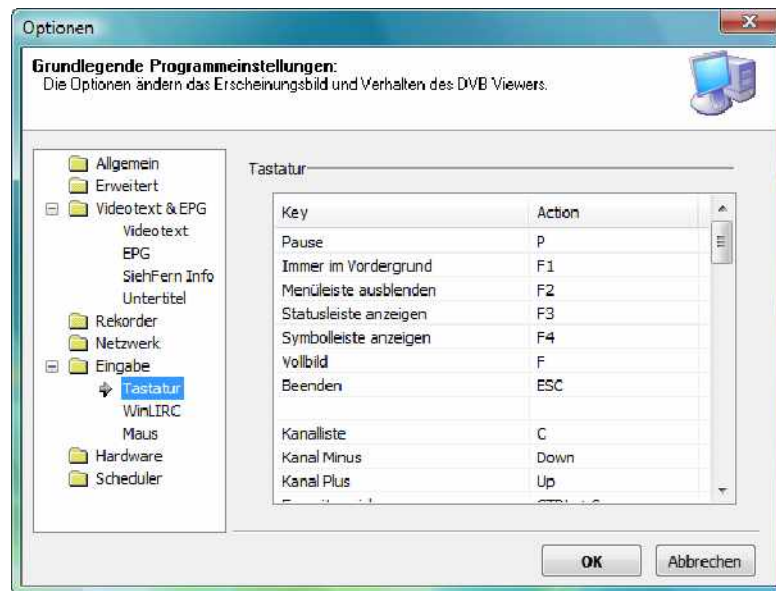 Optionen
Grundlegende Programmeinstellungen:
Die Optionen ändern das Erscheinungsbild und Verhalten des DVB Viewers.
Allgemein
Erweitert
Videotext & EPG
Videotext
EPG
SiehFern Info
Untertitel
Rekorder
Netzwerk
Eingabe
Tastatur
WinLIRC
Maus
Hardware
Scheduler
Tastatur
Key Action
Pause P
Immer im Vordergrund F1
Menüleiste ausblenden F2
Statusleiste anzeigen F3
Symbolleiste anzeigen F4
Vollbild F
Beenden ESC
Kanalliste C
Kanal Minus Down
Kanal Plus Up
OK Abbrechen